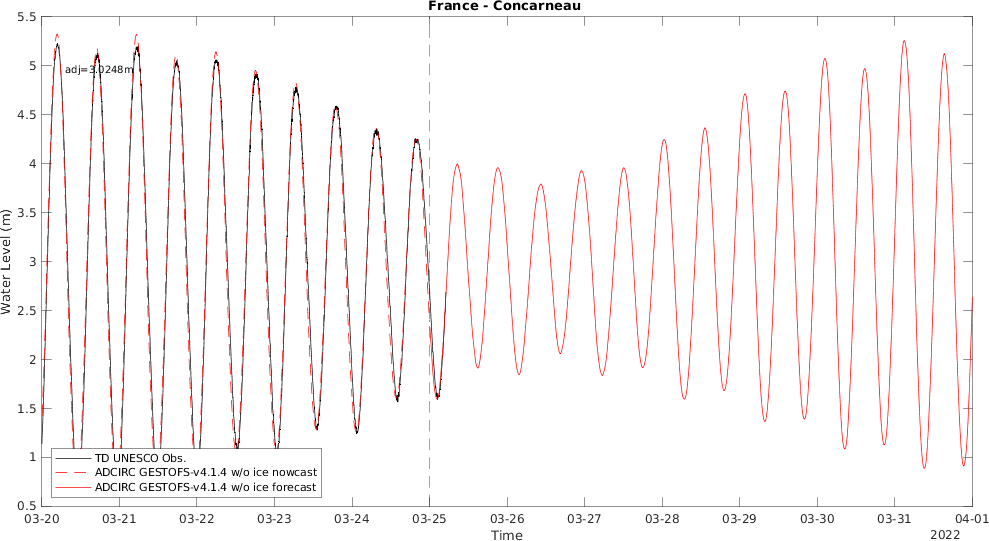 France - Concarneau
5.5
5
4.5
4
3.5
3
2.5
2
1.5
1
0.5
Water Level (m)
adj=3.0248m
TD UNESCO Obs.
ADCIRC GESTOFS-v4.1.4 w/o ice nowcast
ADCIRC GESTOFS-v4.1.4 w/o ice forecast
03-20 03-21 03-22 03-23 03-24 03-25 03-26 03-27 03-28 03-29 03-30 03-31 04-01
Time
2022